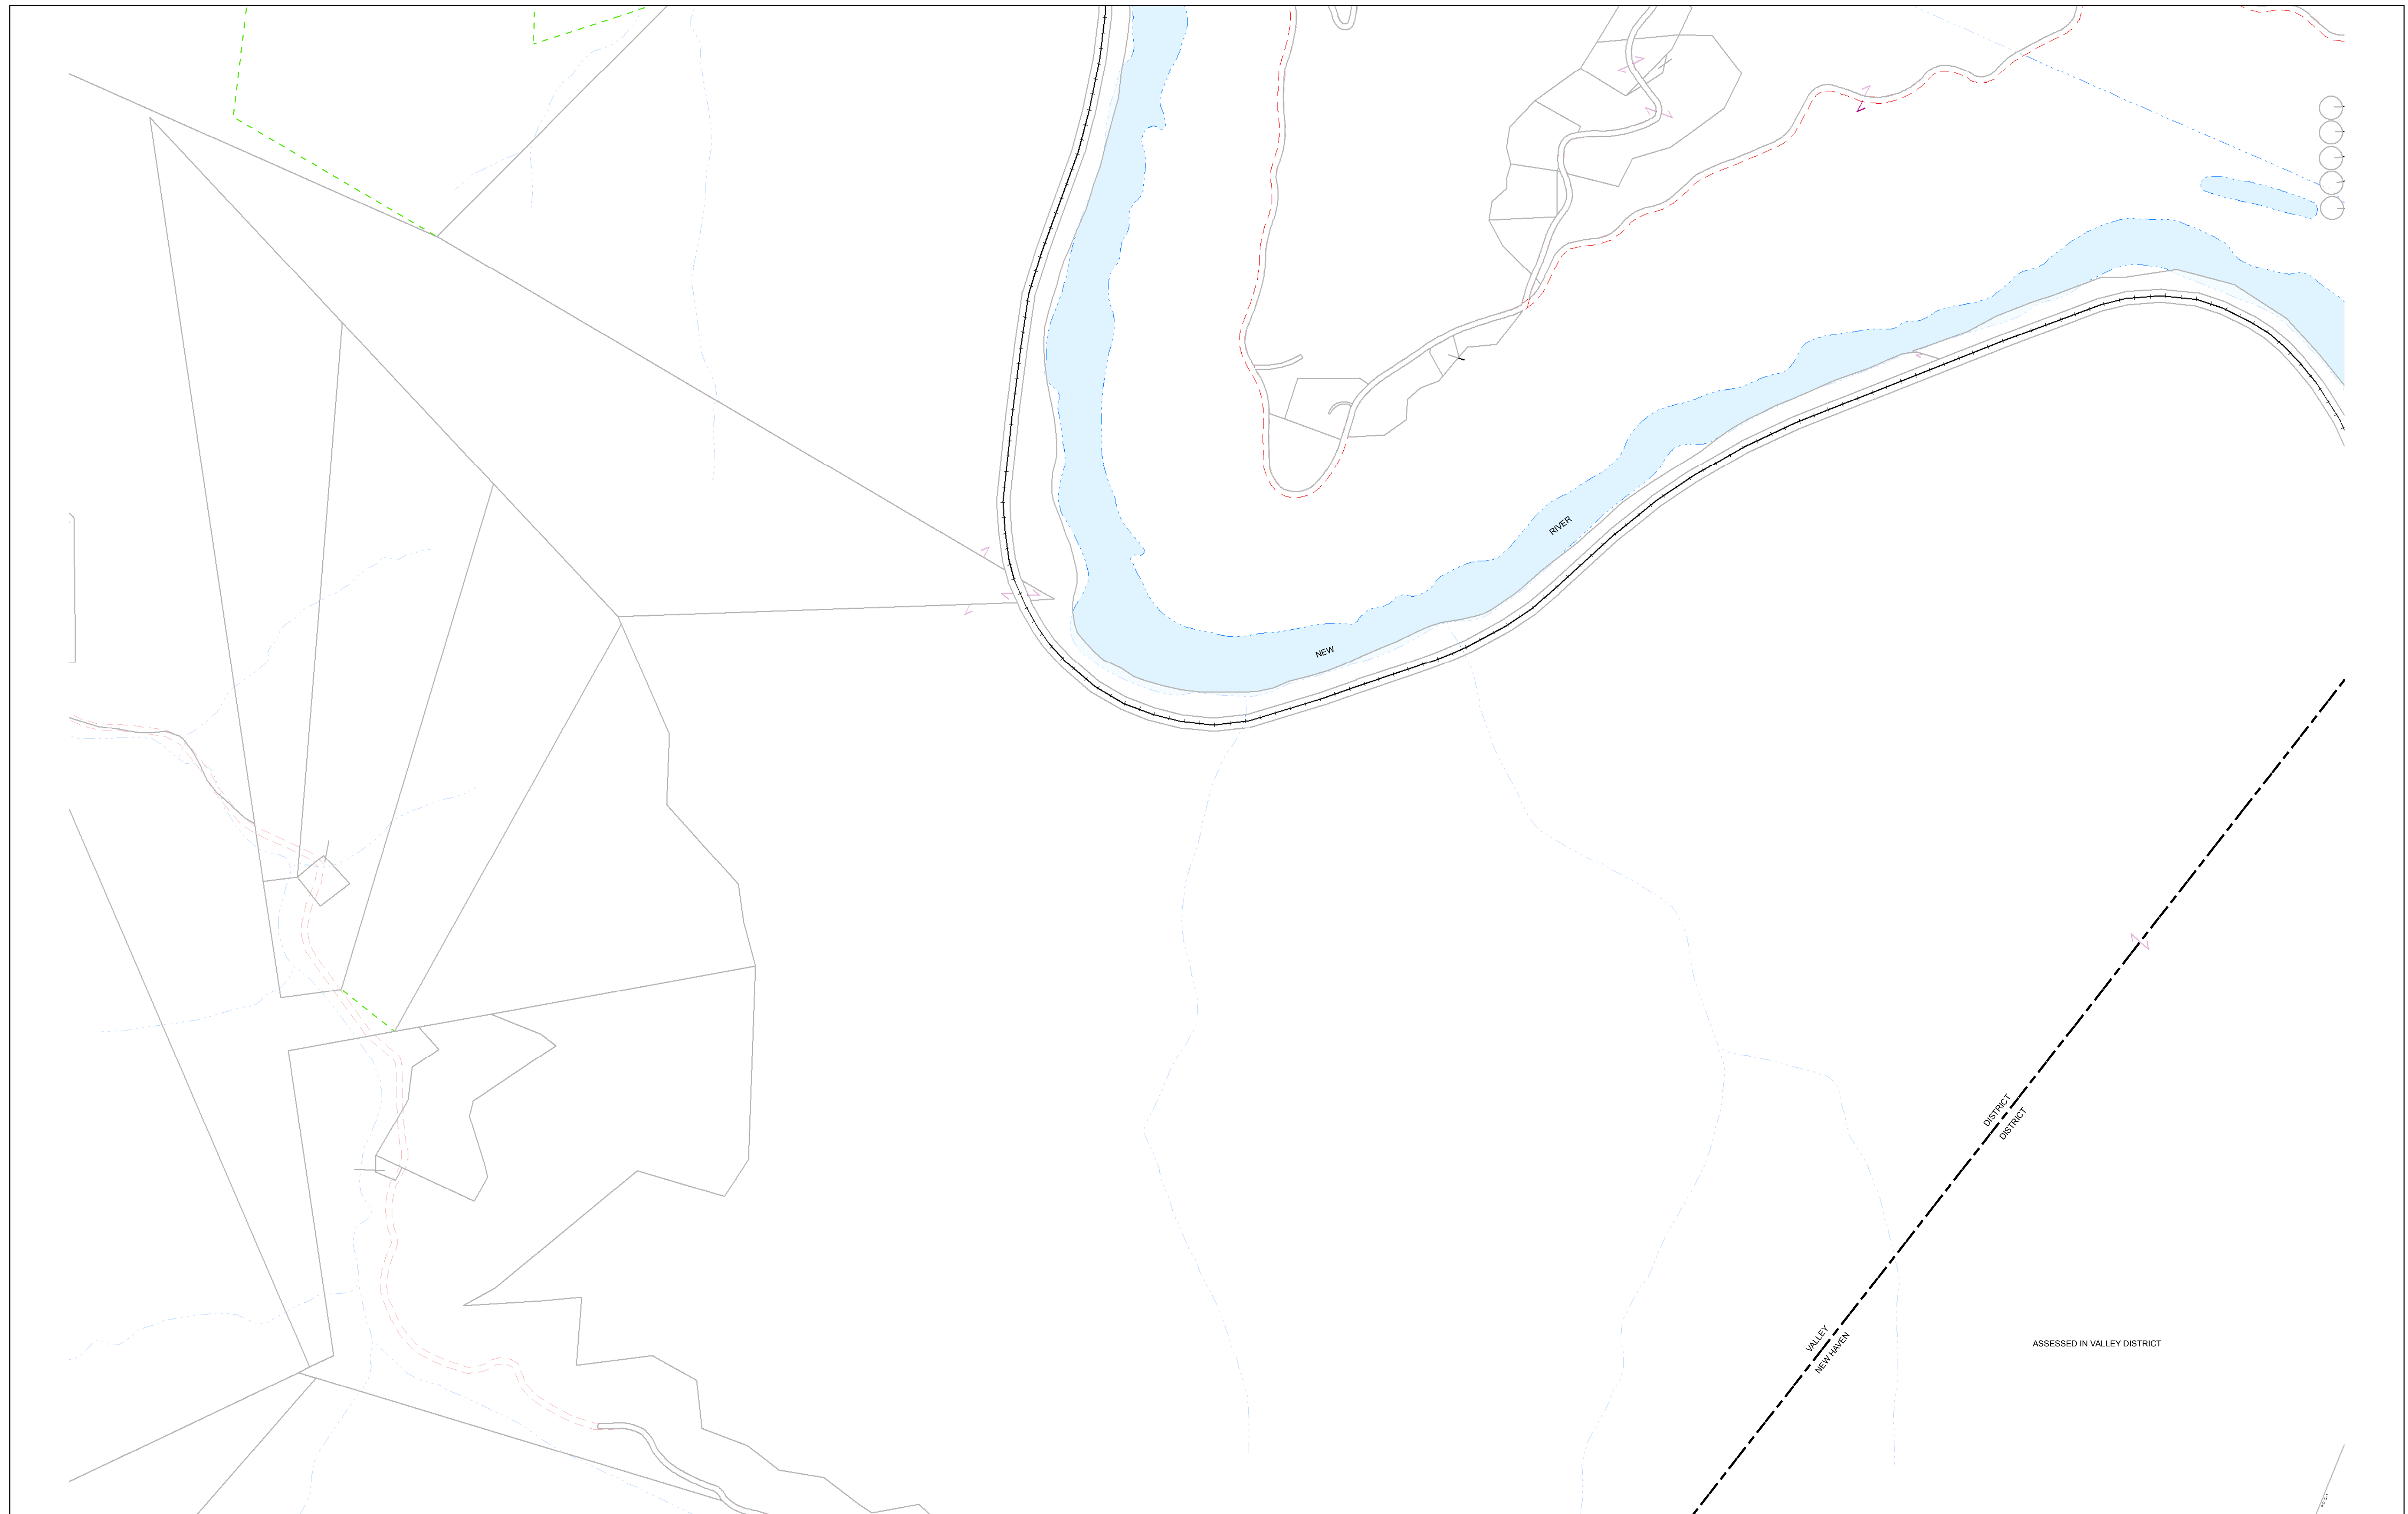 RIVER
NEW
DISTRICT
DISTRICT
VALLEY
NEW HAVEN
ASSESSED IN VALLEY DISTRICT